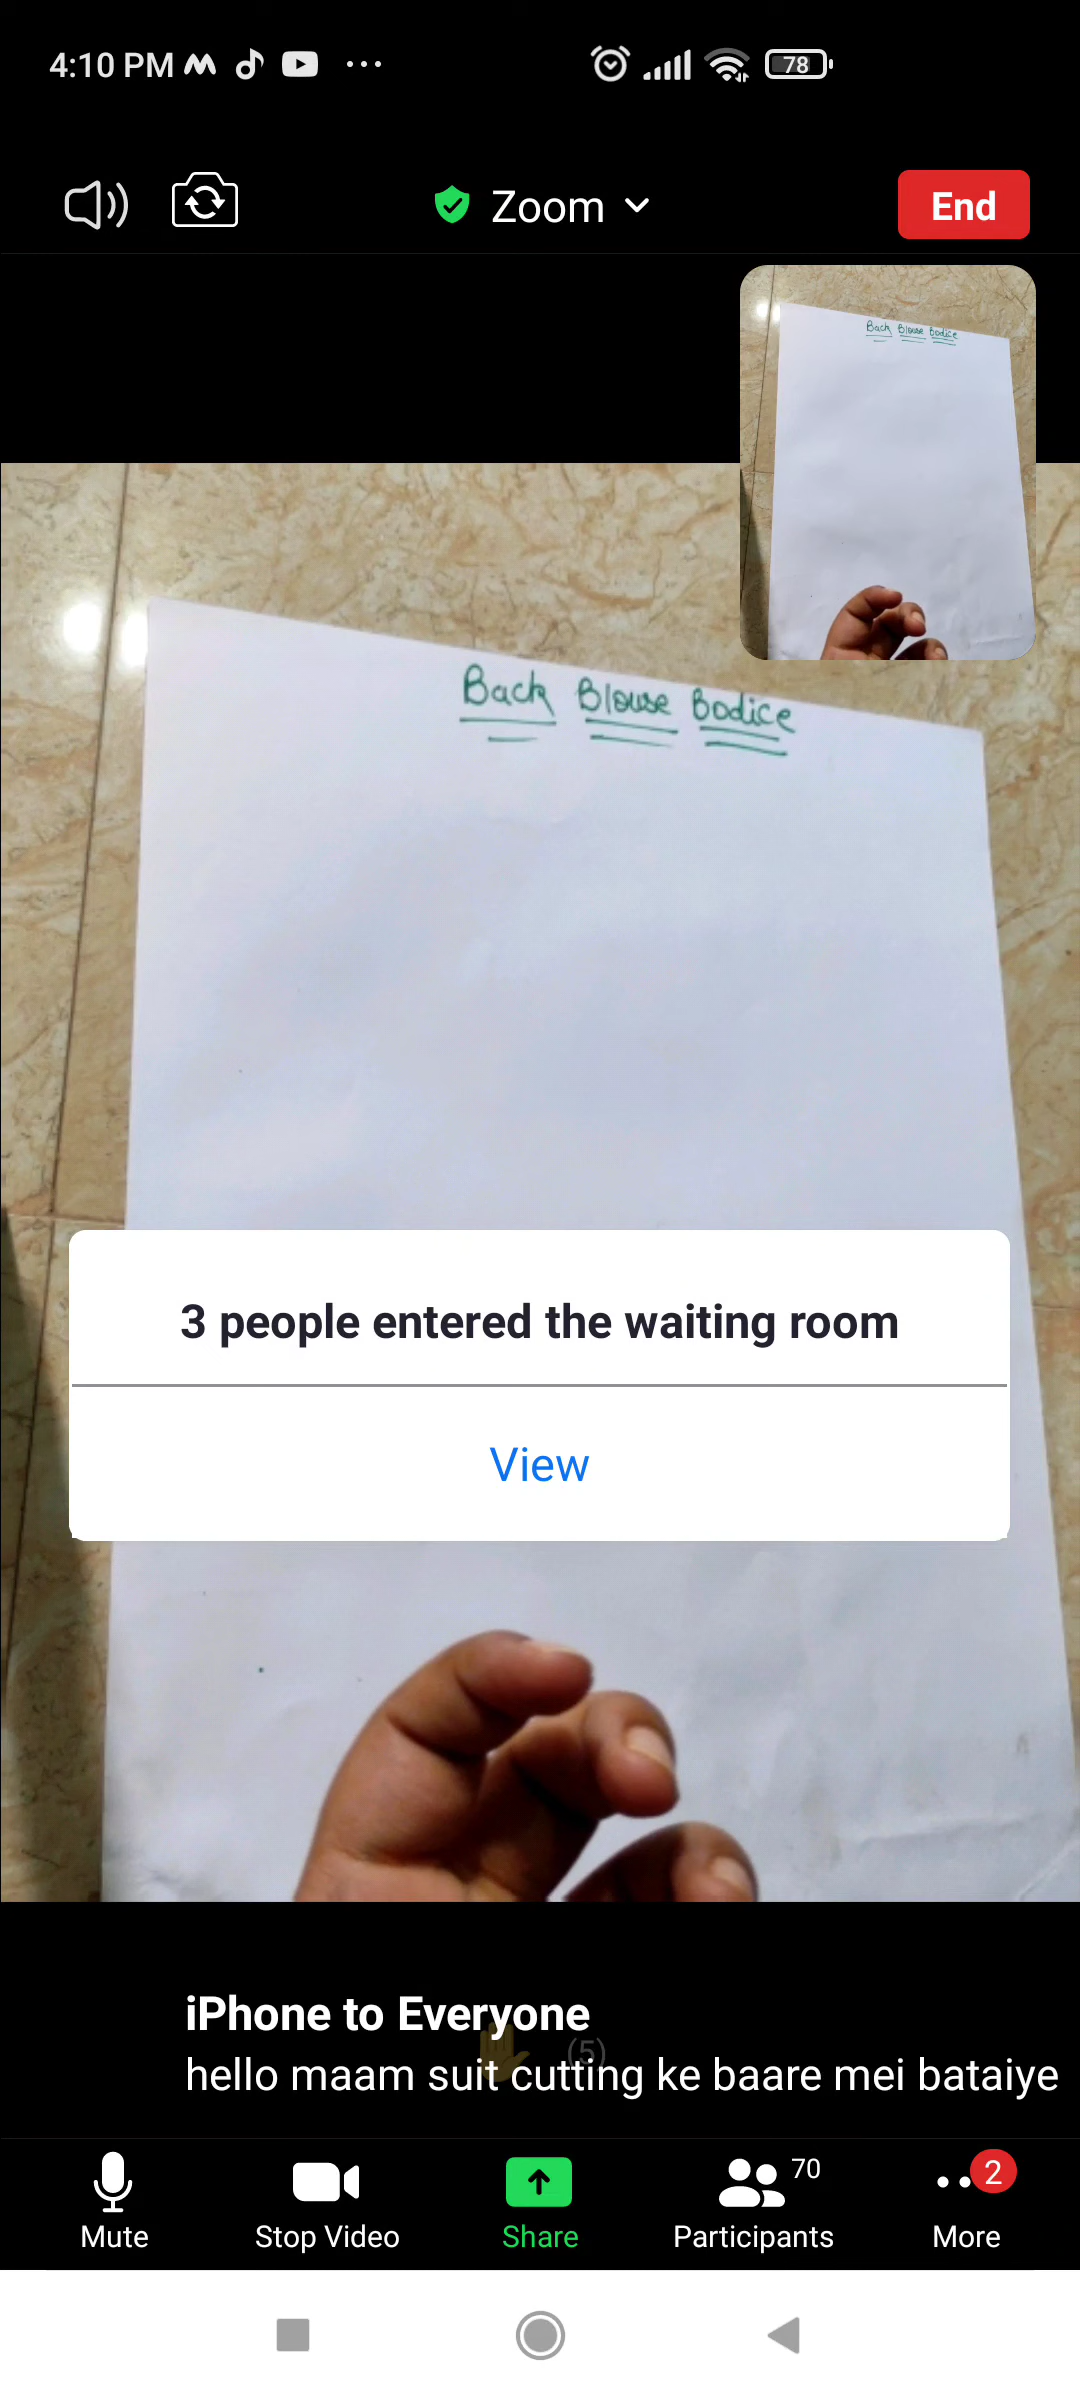 4:10 PM
78
Zoom
End
Back Blouse Bodice
Back Blouse Bodice
3 people entered the waiting room
View
iPhone to Everyone
(5)
hello maam suit cutting ke baare mei bataiye
70
2
Mute
Stop Video
Share
Participants
More